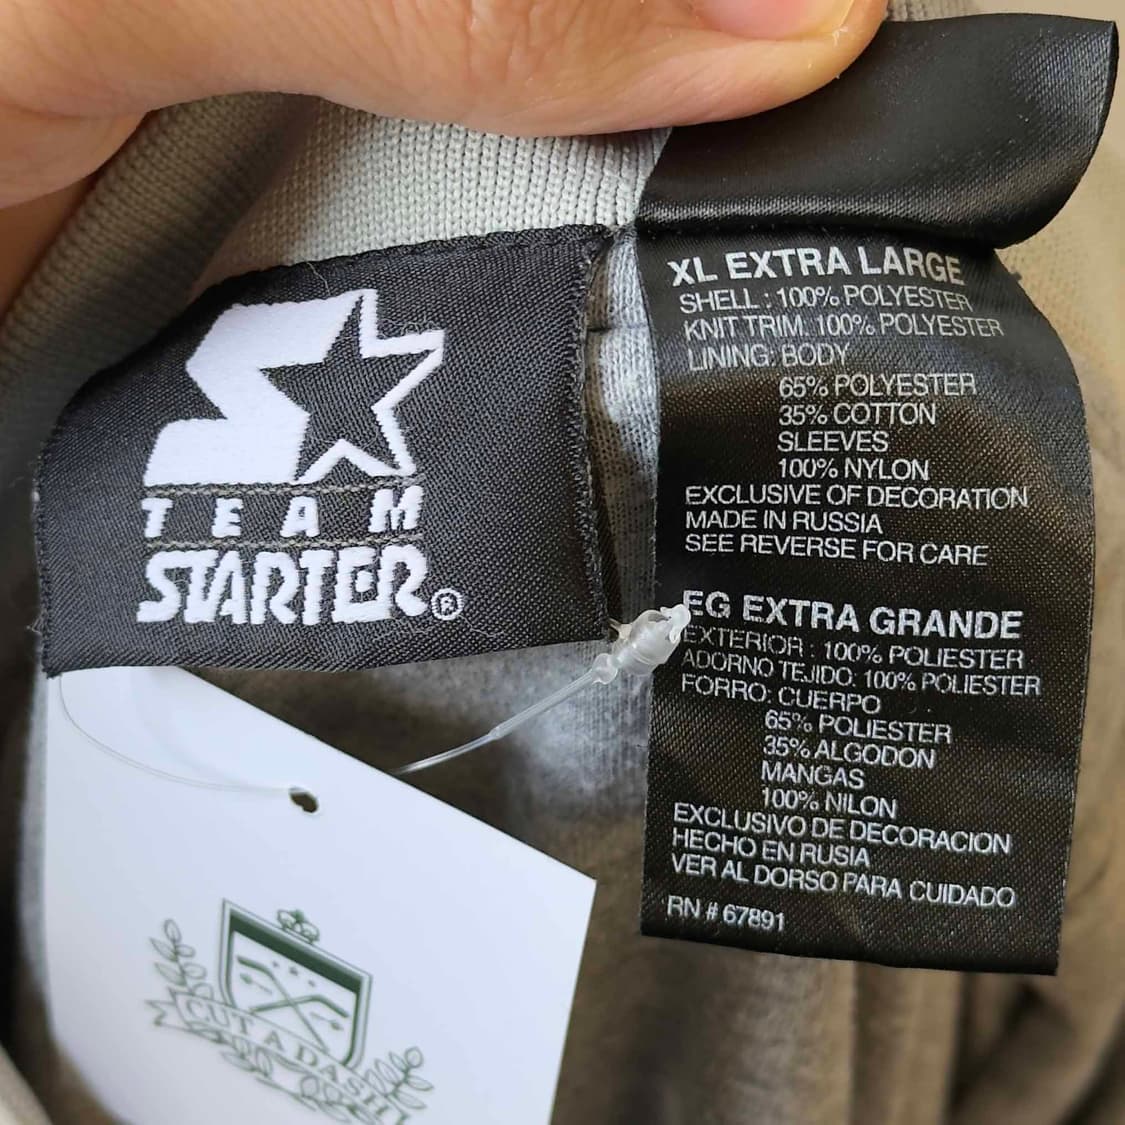 TEAM
STARTER®
XL EXTRA LARGE
SHELL : 100% POLYESTER
KNIT TRIM: 100% POLYESTER
LINING: BODY
65% POLYESTER
35% COTTON
SLEEVES
100% NYLON
EXCLUSIVE OF DECORATION
MADE IN RUSSIA
SEE REVERSE FOR CARE
EG EXTRA GRANDE
EXTERIOR : 100% POLIESTER
ADORNO TEJIDO: 100% POLIESTER
FORRO: CUERPO
65% POLIESTER
35% ALGODON
MANGAS
100% NILON
EXCLUSIVO DE DECORACION
HECHO EN RUSIA
VER AL DORSO PARA CUIDADO
RN # 67891
CUT A DASH